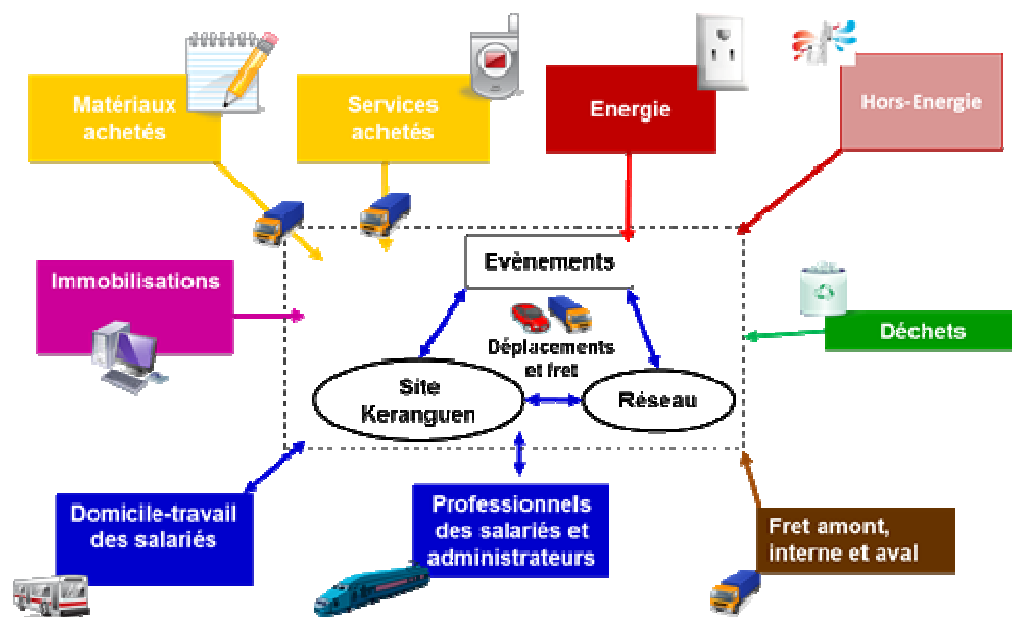 Matériaux
achetés
Services
achetés
Energie
Hors-Energie
Immobilisations
Evènements
Déplacements
et fret
Site
Keranguen
Réseau
Déchets
Domicile-travail
des salariés
Professionnels
des salariés et
administrateurs
Fret amont,
interne et aval